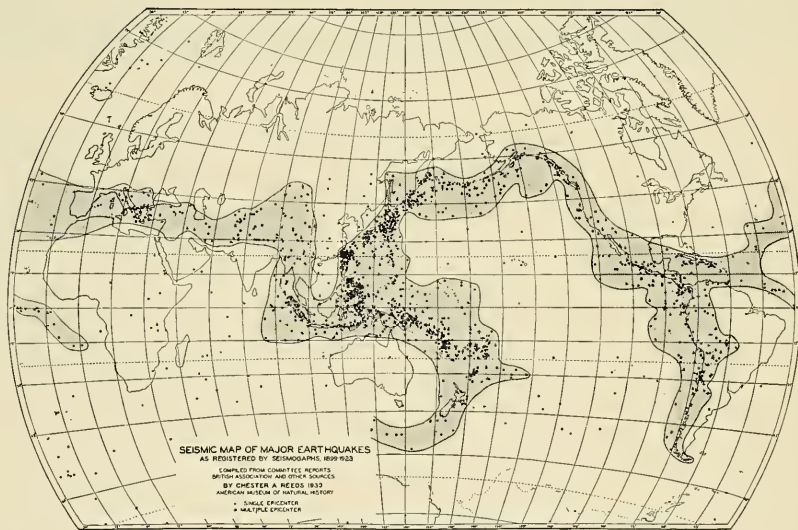 SEISMIC MAP OF MAJOR EARTHQUAKES
AS REGISTERED BY SEISMOGAPHS, 1899-1923
COMPILED FROM COMMITTEE REPORTS
BRITISH ASSOCIATION AND OTHER SOURCES
BY CHESTER A REEDS 1933
AMERICAN MUSEUM OF NATURAL HISTORY
SINGLE EPICENTER
MULTIPLE EPICENTER